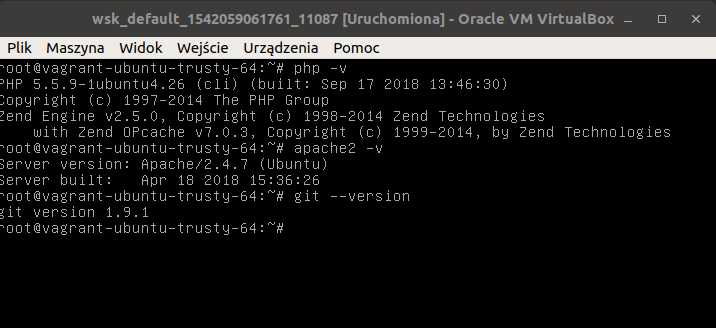 wsk_default_1542059061761_11087 [Uruchomiona] - Oracle VM VirtualBox
Plik Maszyna Widok Wejście Urządzenia Pomoc
root@vagrant-ubuntu-trusty-64:~# php -v
PHP 5.5.9-1ubuntu4.26 (cli) (built: Sep 17 2018 13:46:30)
Copyright (c) 1997-2014 The PHP Group
Zend Engine v2.5.0, Copyright (c) 1998-2014 Zend Technologies
    with Zend OPcache v7.0.3, Copyright (c) 1999-2014, by Zend Technologies
root@vagrant-ubuntu-trusty-64:~# apache2 -v
Server version: Apache/2.4.7 (Ubuntu)
Server built:   Apr 18 2018 15:36:26
root@vagrant-ubuntu-trusty-64:~# git --version
git version 1.9.1
root@vagrant-ubuntu-trusty-64:~#